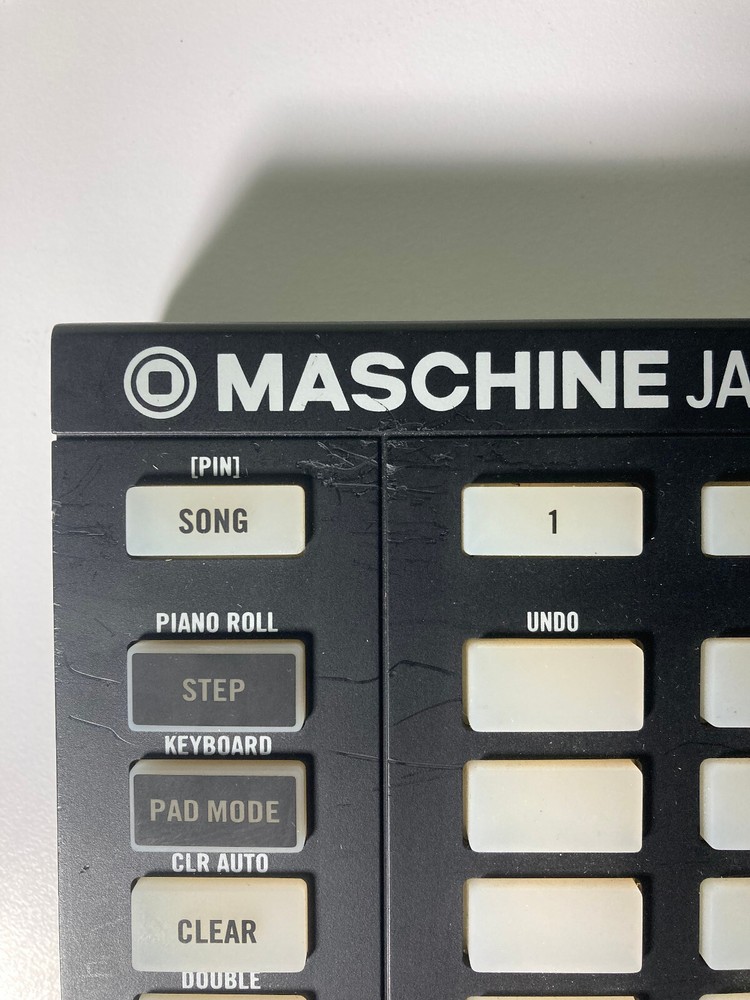 MASCHINE JA
[PIN]
SONG
1
PIANO ROLL
UNDO
STEP
KEYBOARD
PAD MODE
CLR AUTO
CLEAR
DOUBLE